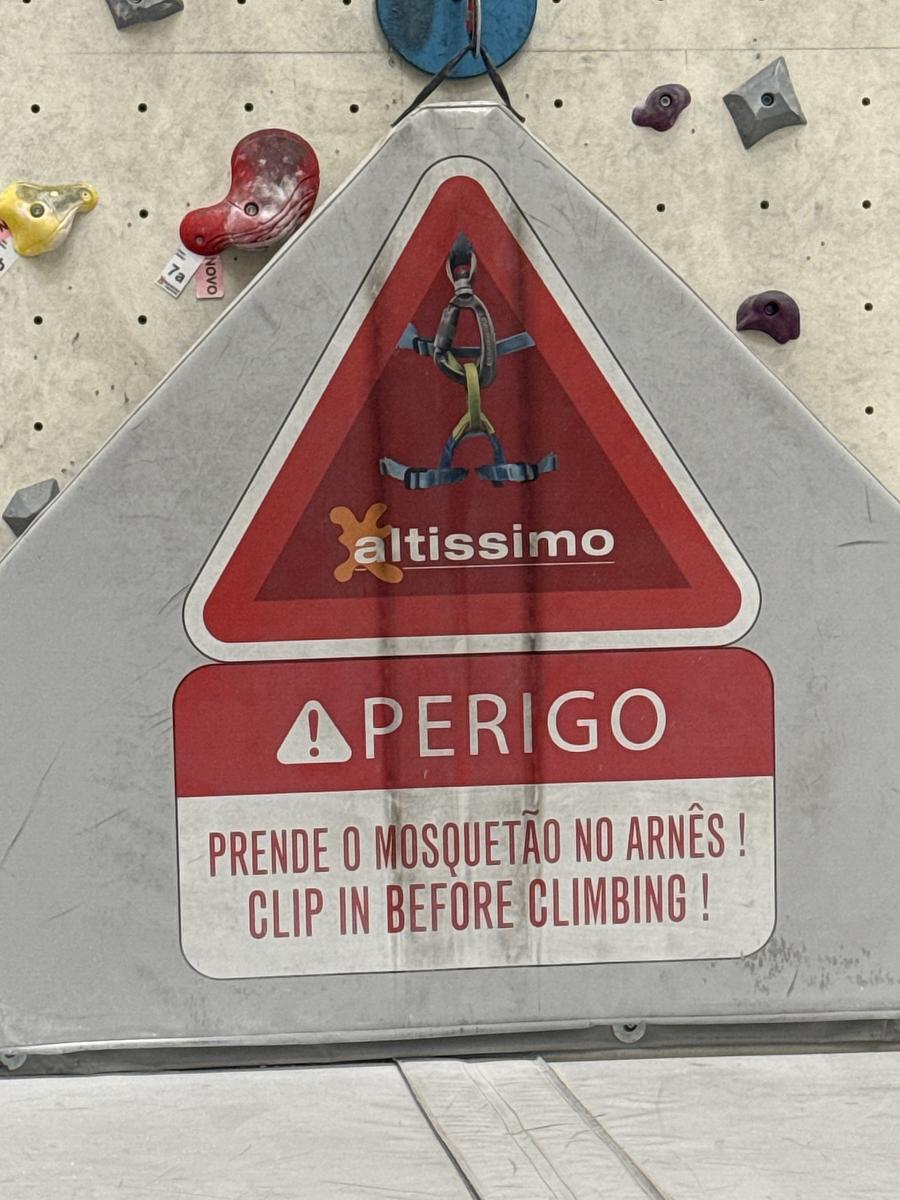 7a
NOVO
altissimo
PERIGO
PRENDE O MOSQUETÃO NO ARNÊS !
CLIP IN BEFORE CLIMBING !